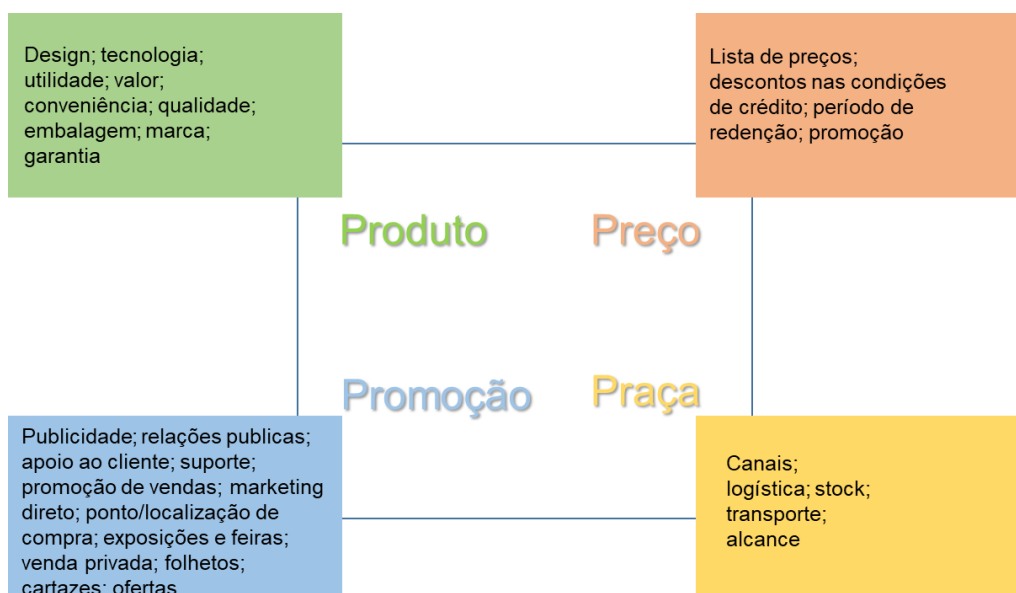 Design; tecnologia;
utilidade; valor;
conveniência; qualidade;
embalagem; marca;
garantia
Lista de preços;
descontos nas condições
de crédito; período de
redenção; promoção
Produto
Preço
Promoção
Praça
Publicidade; relações publicas;
apoio ao cliente; suporte;
promoção de vendas; marketing
direto; ponto/localização de
compra; exposições e feiras;
venda privada; folhetos;
cartazes; ofertas
Canais;
logística; stock;
transporte;
alcance